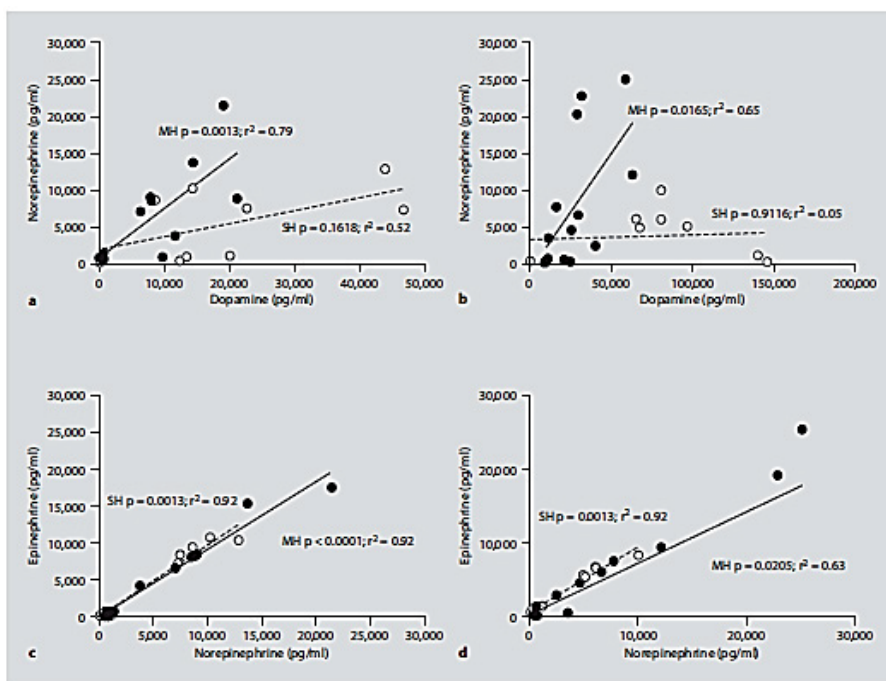 30,000
25,000
20,000
15,000
10,000
5,000
0
Norepinephrine (pg/ml)
MH p = 0.0013; r² = 0.79
SH p = 0.1618; r² = 0.52
0
10,000
20,000
30,000
40,000
50,000
Dopamine (pg/ml)
a
30,000
25,000
20,000
15,000
10,000
5,000
0
Norepinephrine (pg/ml)
MH p = 0.0165; r² = 0.65
SH p = 0.9116; r² = 0.05
0
50,000
100,000
150,000
200,000
Dopamine (pg/ml)
b
30,000
25,000
20,000
15,000
10,000
5,000
0
Epinephrine (pg/ml)
SH p = 0.0013; r² = 0.92
MH p < 0.0001; r² = 0.92
0
5,000
10,000
15,000
20,000
25,000
30,000
Norepinephrine (pg/ml)
c
30,000
25,000
20,000
15,000
10,000
5,000
0
Epinephrine (pg/ml)
SH p = 0.0013; r² = 0.92
MH p = 0.0205; r² = 0.63
0
10,000
20,000
30,000
Norepinephrine (pg/ml)
d